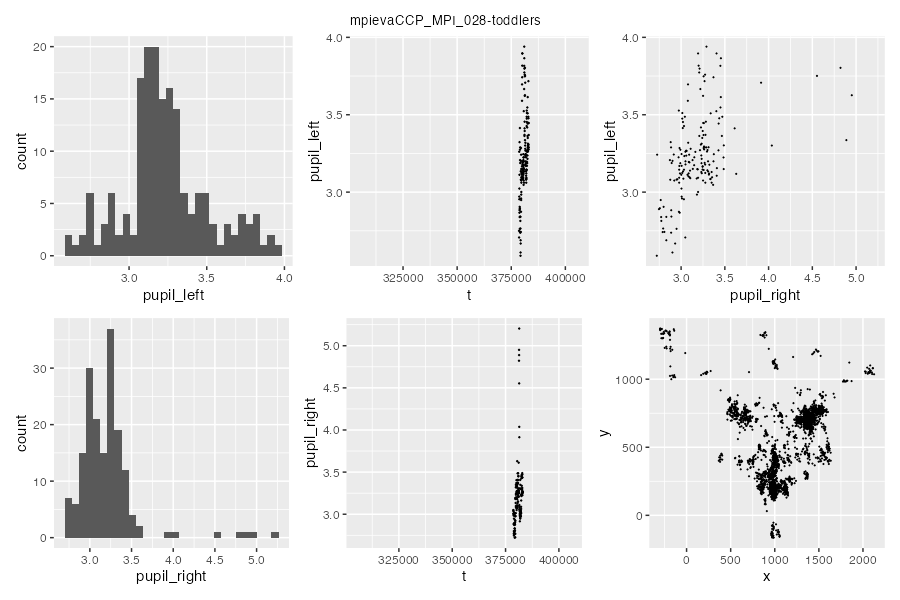 mpievaCCP_MPI_028-toddlers
20
15
10
5
0
count
3.0 3.5 4.0
pupil_left
4.0
3.5
3.0
pupil_left
325000 350000 375000 400000
t
4.0
3.5
3.0
pupil_left
3.0 3.5 4.0 4.5 5.0
pupil_right
30
20
10
0
count
3.0 3.5 4.0 4.5 5.0
pupil_right
5.0
4.5
4.0
3.5
3.0
pupil_right
325000 350000 375000 400000
t
1000
500
0
y
0 500 1000 1500 2000
x